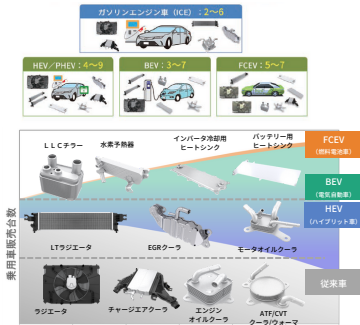 ガソリンエンジン車（ICE）：2～6
HEV／PHEV：4～9
BEV：3～7
FCEV：5～7
ＬＬＣチラー
水素予熱器
インバータ冷却用
ヒートシンク
バッテリー用
ヒートシンク
FCEV
（燃料電池車）
BEV
（電気自動車）
HEV
（ハイブリット車）
LTラジエータ
EGRクーラ
モータオイルクーラ
従来車
ラジエータ
チャージエアクーラ
エンジン
オイルクーラ
ATF/CVT
クーラ/ウォーマ
乗用車販売台数